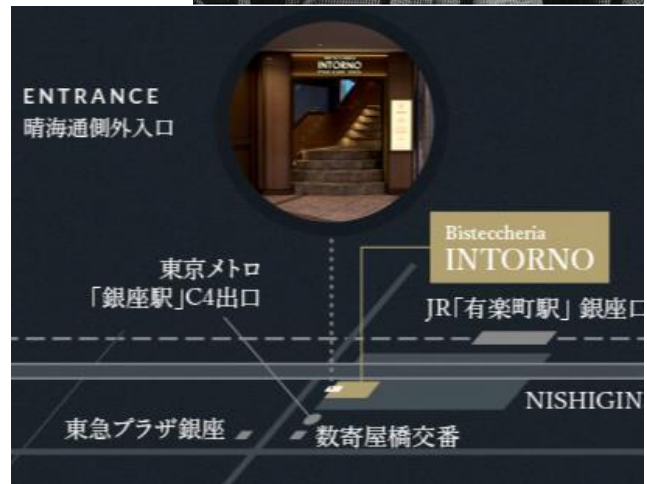 ENTRANCE
晴海通側外入口
INTORNO
Bisteccheria
INTORNO
東京メトロ
「銀座駅」C4出口
JR「有楽町駅」 銀座口
NISHIGIN
東急プラザ銀座
数寄屋橋交番